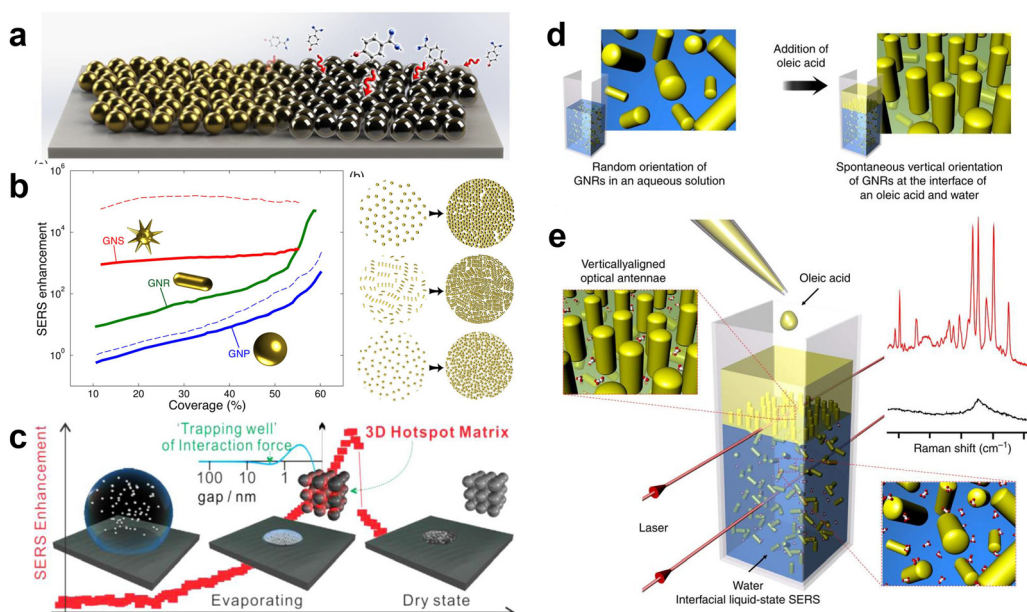 a
b
SERS enhancement
10⁶
10⁴
10²
10⁰
GNS
GNR
GNP
10
20
30
40
50
60
Coverage (%)
c
SERS Enhancement
'Trapping well'
of Interaction force
100 10 1
gap / nm
3D Hotspot Matrix
Evaporating
Dry state
d
Addition of
oleic acid
Random orientation of
GNRs in an aqueous solution
Spontaneous vertical orientation
of GNRs at the interface of
an oleic acid and water
e
Verticallyaligned
optical antennae
Oleic acid
Raman shift (cm⁻¹)
Laser
Water
Interfacial liquid-state SERS